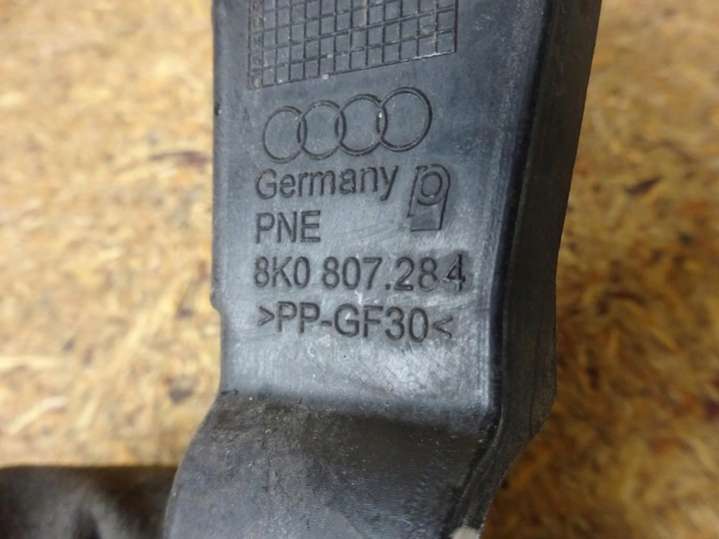 Germany
PNE
8K0 807.284
>PP-GF30<